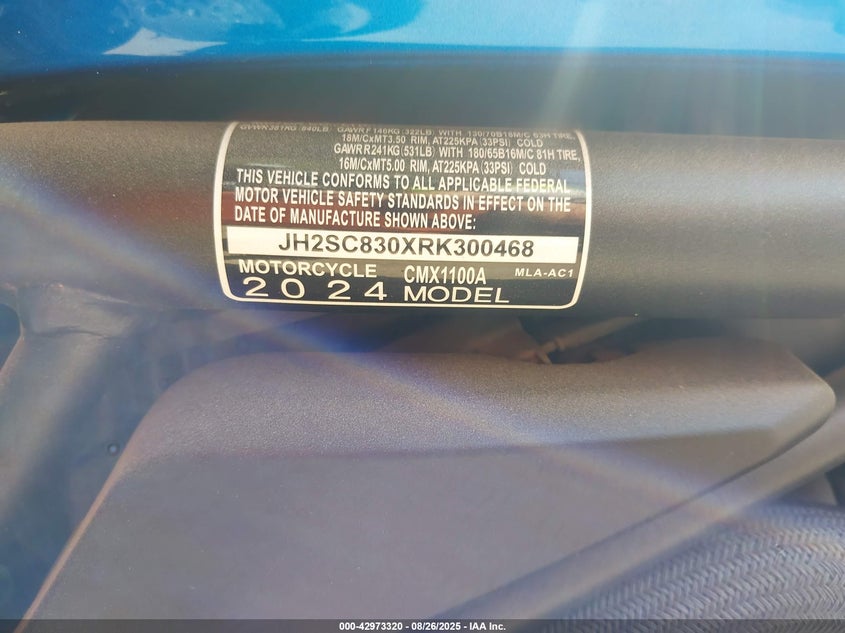 GVWR 381KG (840LB) GAWR F 146KG (322LB) WITH 130/70B18M/C 63H TIRE,
18M/CxMT3.50 RIM, AT225KPA (33PSI) COLD
GAWR R241KG (531LB) WITH 180/65B16M/C 81H TIRE,
16M/CxMT5.00 RIM, AT225KPA (33PSI) COLD
THIS VEHICLE CONFORMS TO ALL APPLICABLE FEDERAL
MOTOR VEHICLE SAFETY STANDARDS IN EFFECT ON THE
DATE OF MANUFACTURE SHOWN ABOVE:
JH2SC830XRK300468
MOTORCYCLE CMX1100A MLA-AC1
2024 MODEL
000-42973320 | 08/26/2025 - IAA Inc.